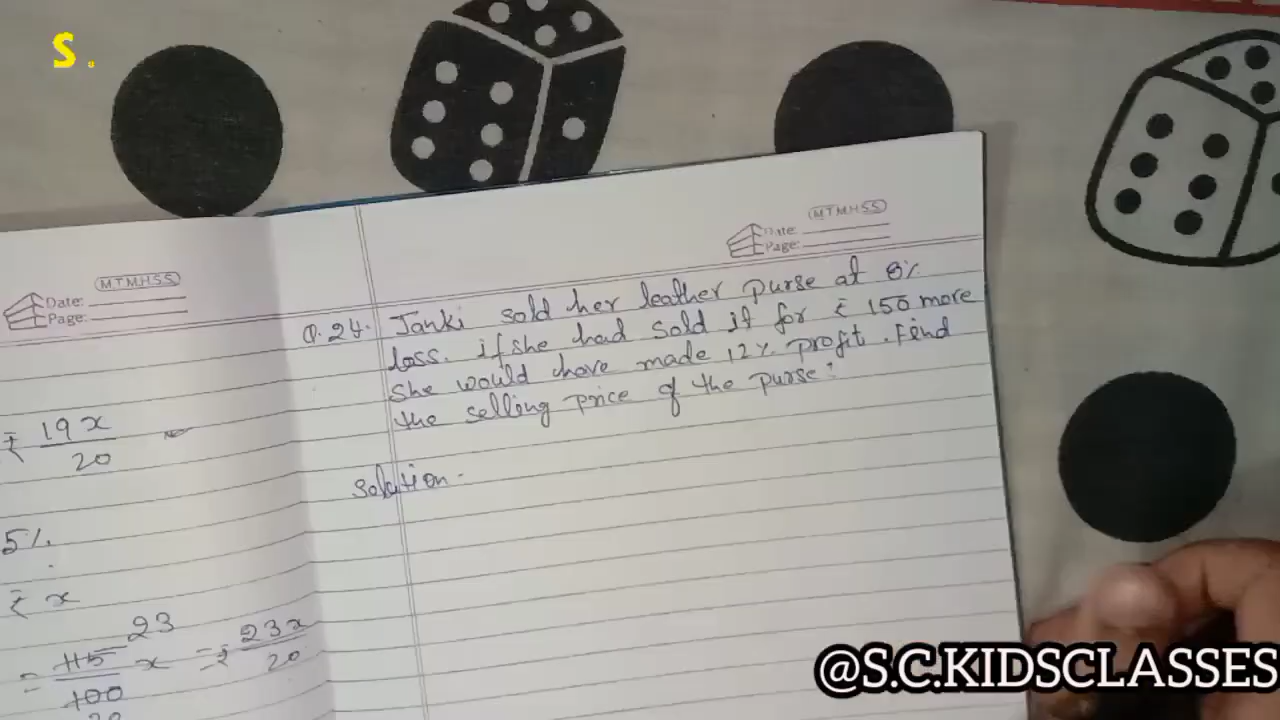 S.
MTMHSS
Date:
Page:
₹ 19x
20
5%.
₹ x
23
= 115 x = ₹ 23x
100 20
20
MTMHSS
Date:
Page:
Q.24. Janki sold her leather purse at 8%
loss. if she had sold it for ₹ 150 more
She would have made 12% profit. Find
the selling price of the purse?
Solution -
@S.C.KIDSCLASSES